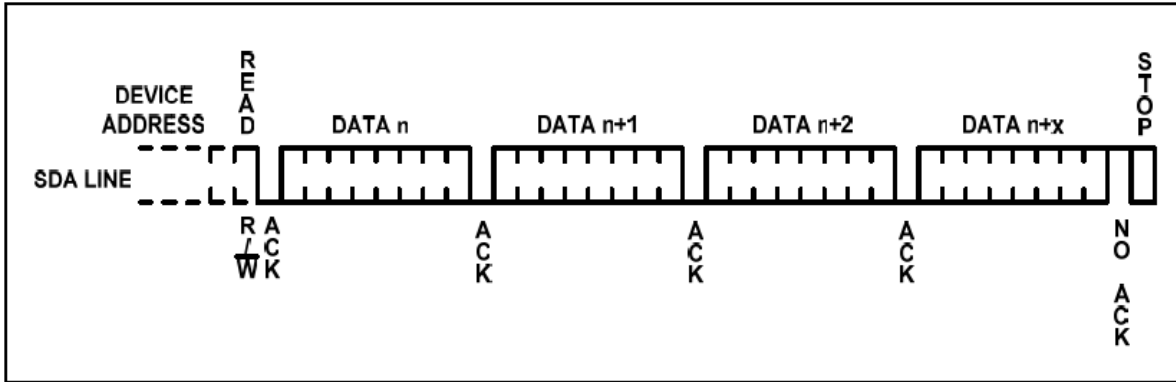 READ
STOP
DEVICE
ADDRESS
DATA n
DATA n+1
DATA n+2
DATA n+x
SDA LINE
R/W
ACK
ACK
ACK
ACK
NO ACK